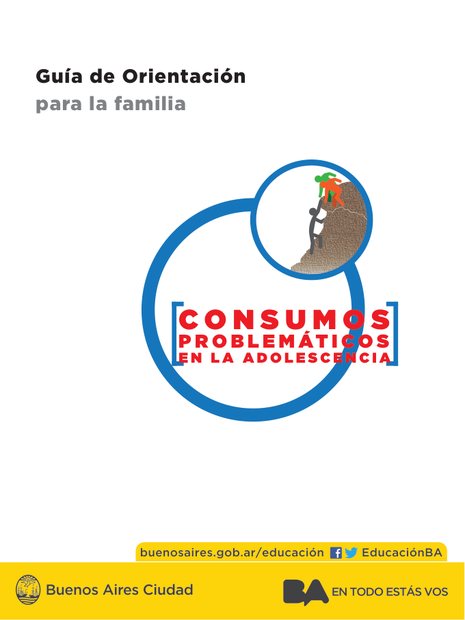 Guía de Orientación
para la familia
CONSUMOS
PROBLEMÁTICOS
EN LA ADOLESCENCIA
buenosaires.gob.ar/educación EducaciónBA
Buenos Aires Ciudad
BA EN TODO ESTÁS VOS